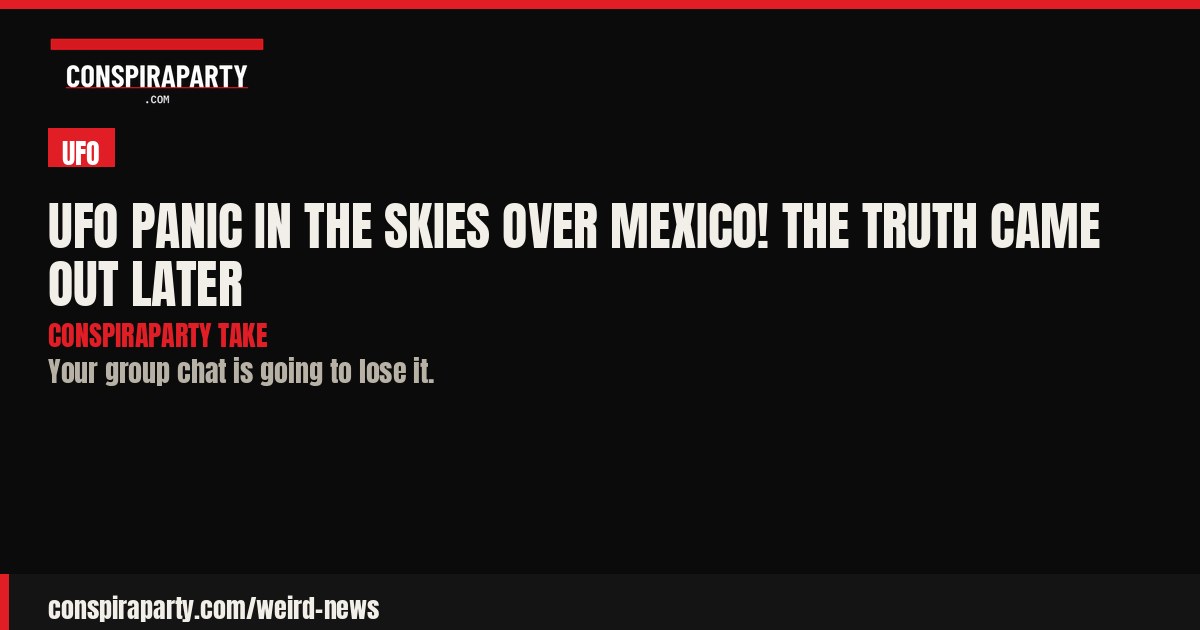 CONSPIRAPARTY
.COM
UFO
UFO PANIC IN THE SKIES OVER MEXICO! THE TRUTH CAME
OUT LATER
CONSPIRAPARTY TAKE
Your group chat is going to lose it.
conspiraparty.com/weird-news